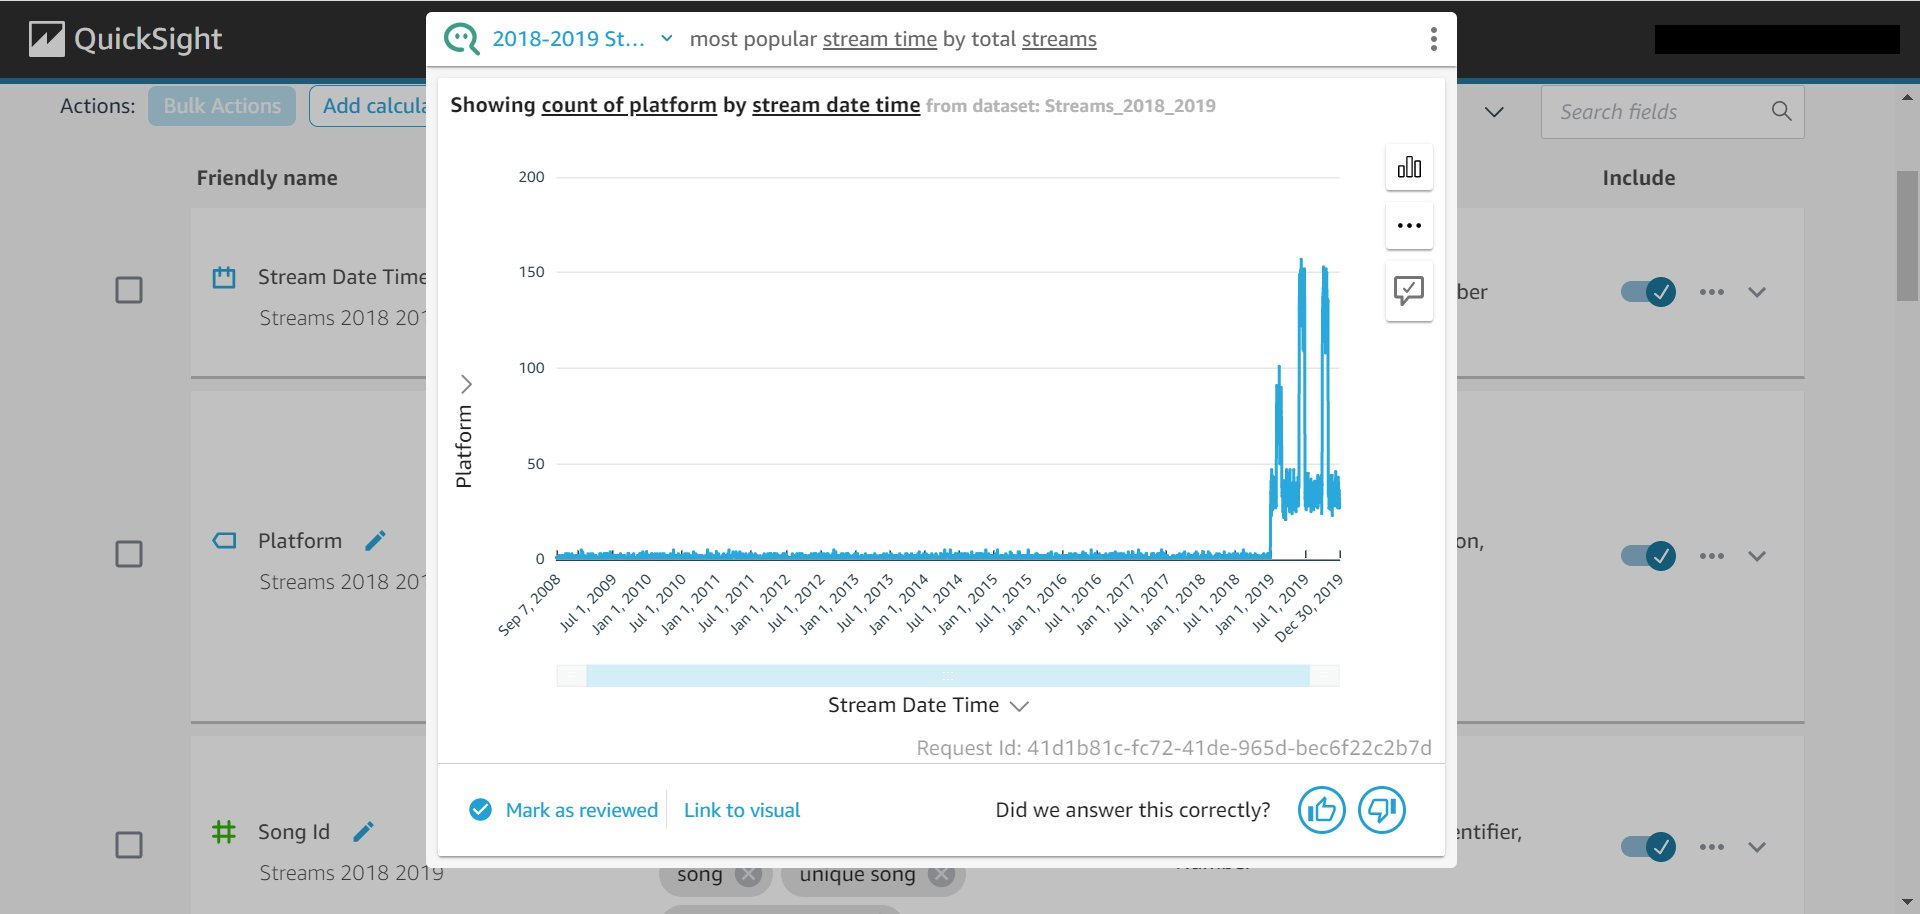 QuickSight
2018-2019 St... most popular stream time by total streams
Actions: Bulk Actions Add calcula
Search fields
Showing count of platform by stream date time from dataset: Streams_2018_2019
Friendly name
Include
200
150
100
50
0
Platform
Sep 7, 2008
Jul 1, 2009
Jan 1, 2010
Jul 1, 2010
Jan 1, 2011
Jul 1, 2011
Jan 1, 2012
Jul 1, 2012
Jan 1, 2013
Jul 1, 2013
Jan 1, 2014
Jul 1, 2014
Jan 1, 2015
Jul 1, 2015
Jan 1, 2016
Jul 1, 2016
Jan 1, 2017
Jul 1, 2017
Jan 1, 2018
Jul 1, 2018
Jan 1, 2019
Jul 1, 2019
Dec 30, 2019
Stream Date Time
Request Id: 41d1b81c-fc72-41de-965d-bec6f22c2b7d
Mark as reviewed Link to visual Did we answer this correctly?
Stream Date Time
Streams 2018 201
ber
Platform
Streams 2018 201
on,
Song Id
Streams 2018 2019
entifier,
song unique song